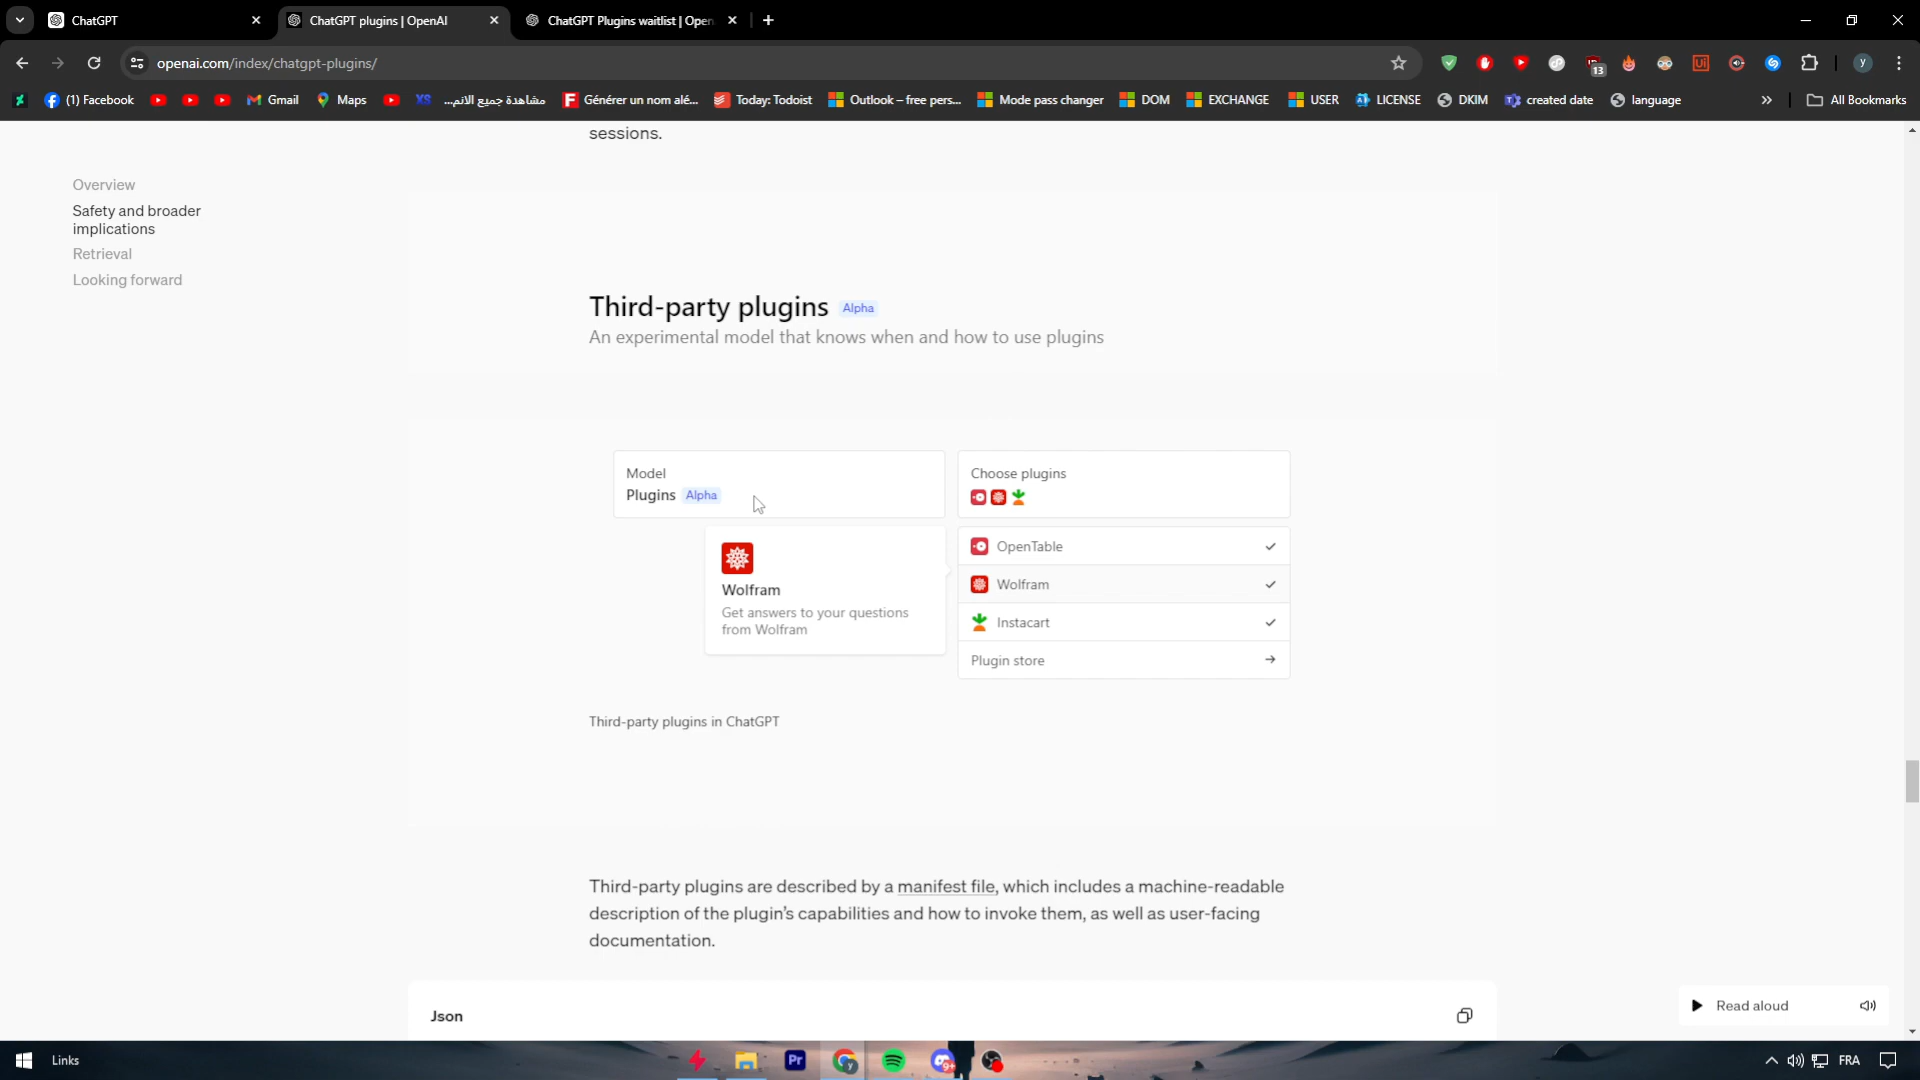 ChatGPT
ChatGPT plugins | OpenAI
ChatGPT Plugins waitlist | Open
openai.com/index/chatgpt-plugins/
13
Ui
y
(1) Facebook
Gmail
Maps
XS
مشاهدة جميع الانم...
Générer un nom alé...
Today: Todoist
Outlook – free pers...
Mode pass changer
DOM
EXCHANGE
USER
LICENSE
DKIM
created date
language
All Bookmarks
sessions.
Overview
Safety and broader
implications
Retrieval
Looking forward
Third-party plugins Alpha
An experimental model that knows when and how to use plugins
Model
Plugins Alpha
Choose plugins
Wolfram
Get answers to your questions
from Wolfram
OpenTable
Wolfram
Instacart
Plugin store
Third-party plugins in ChatGPT
Third-party plugins are described by a manifest file, which includes a machine-readable
description of the plugin’s capabilities and how to invoke them, as well as user-facing
documentation.
Json
Read aloud
Links
Pr
y
9+
FRA